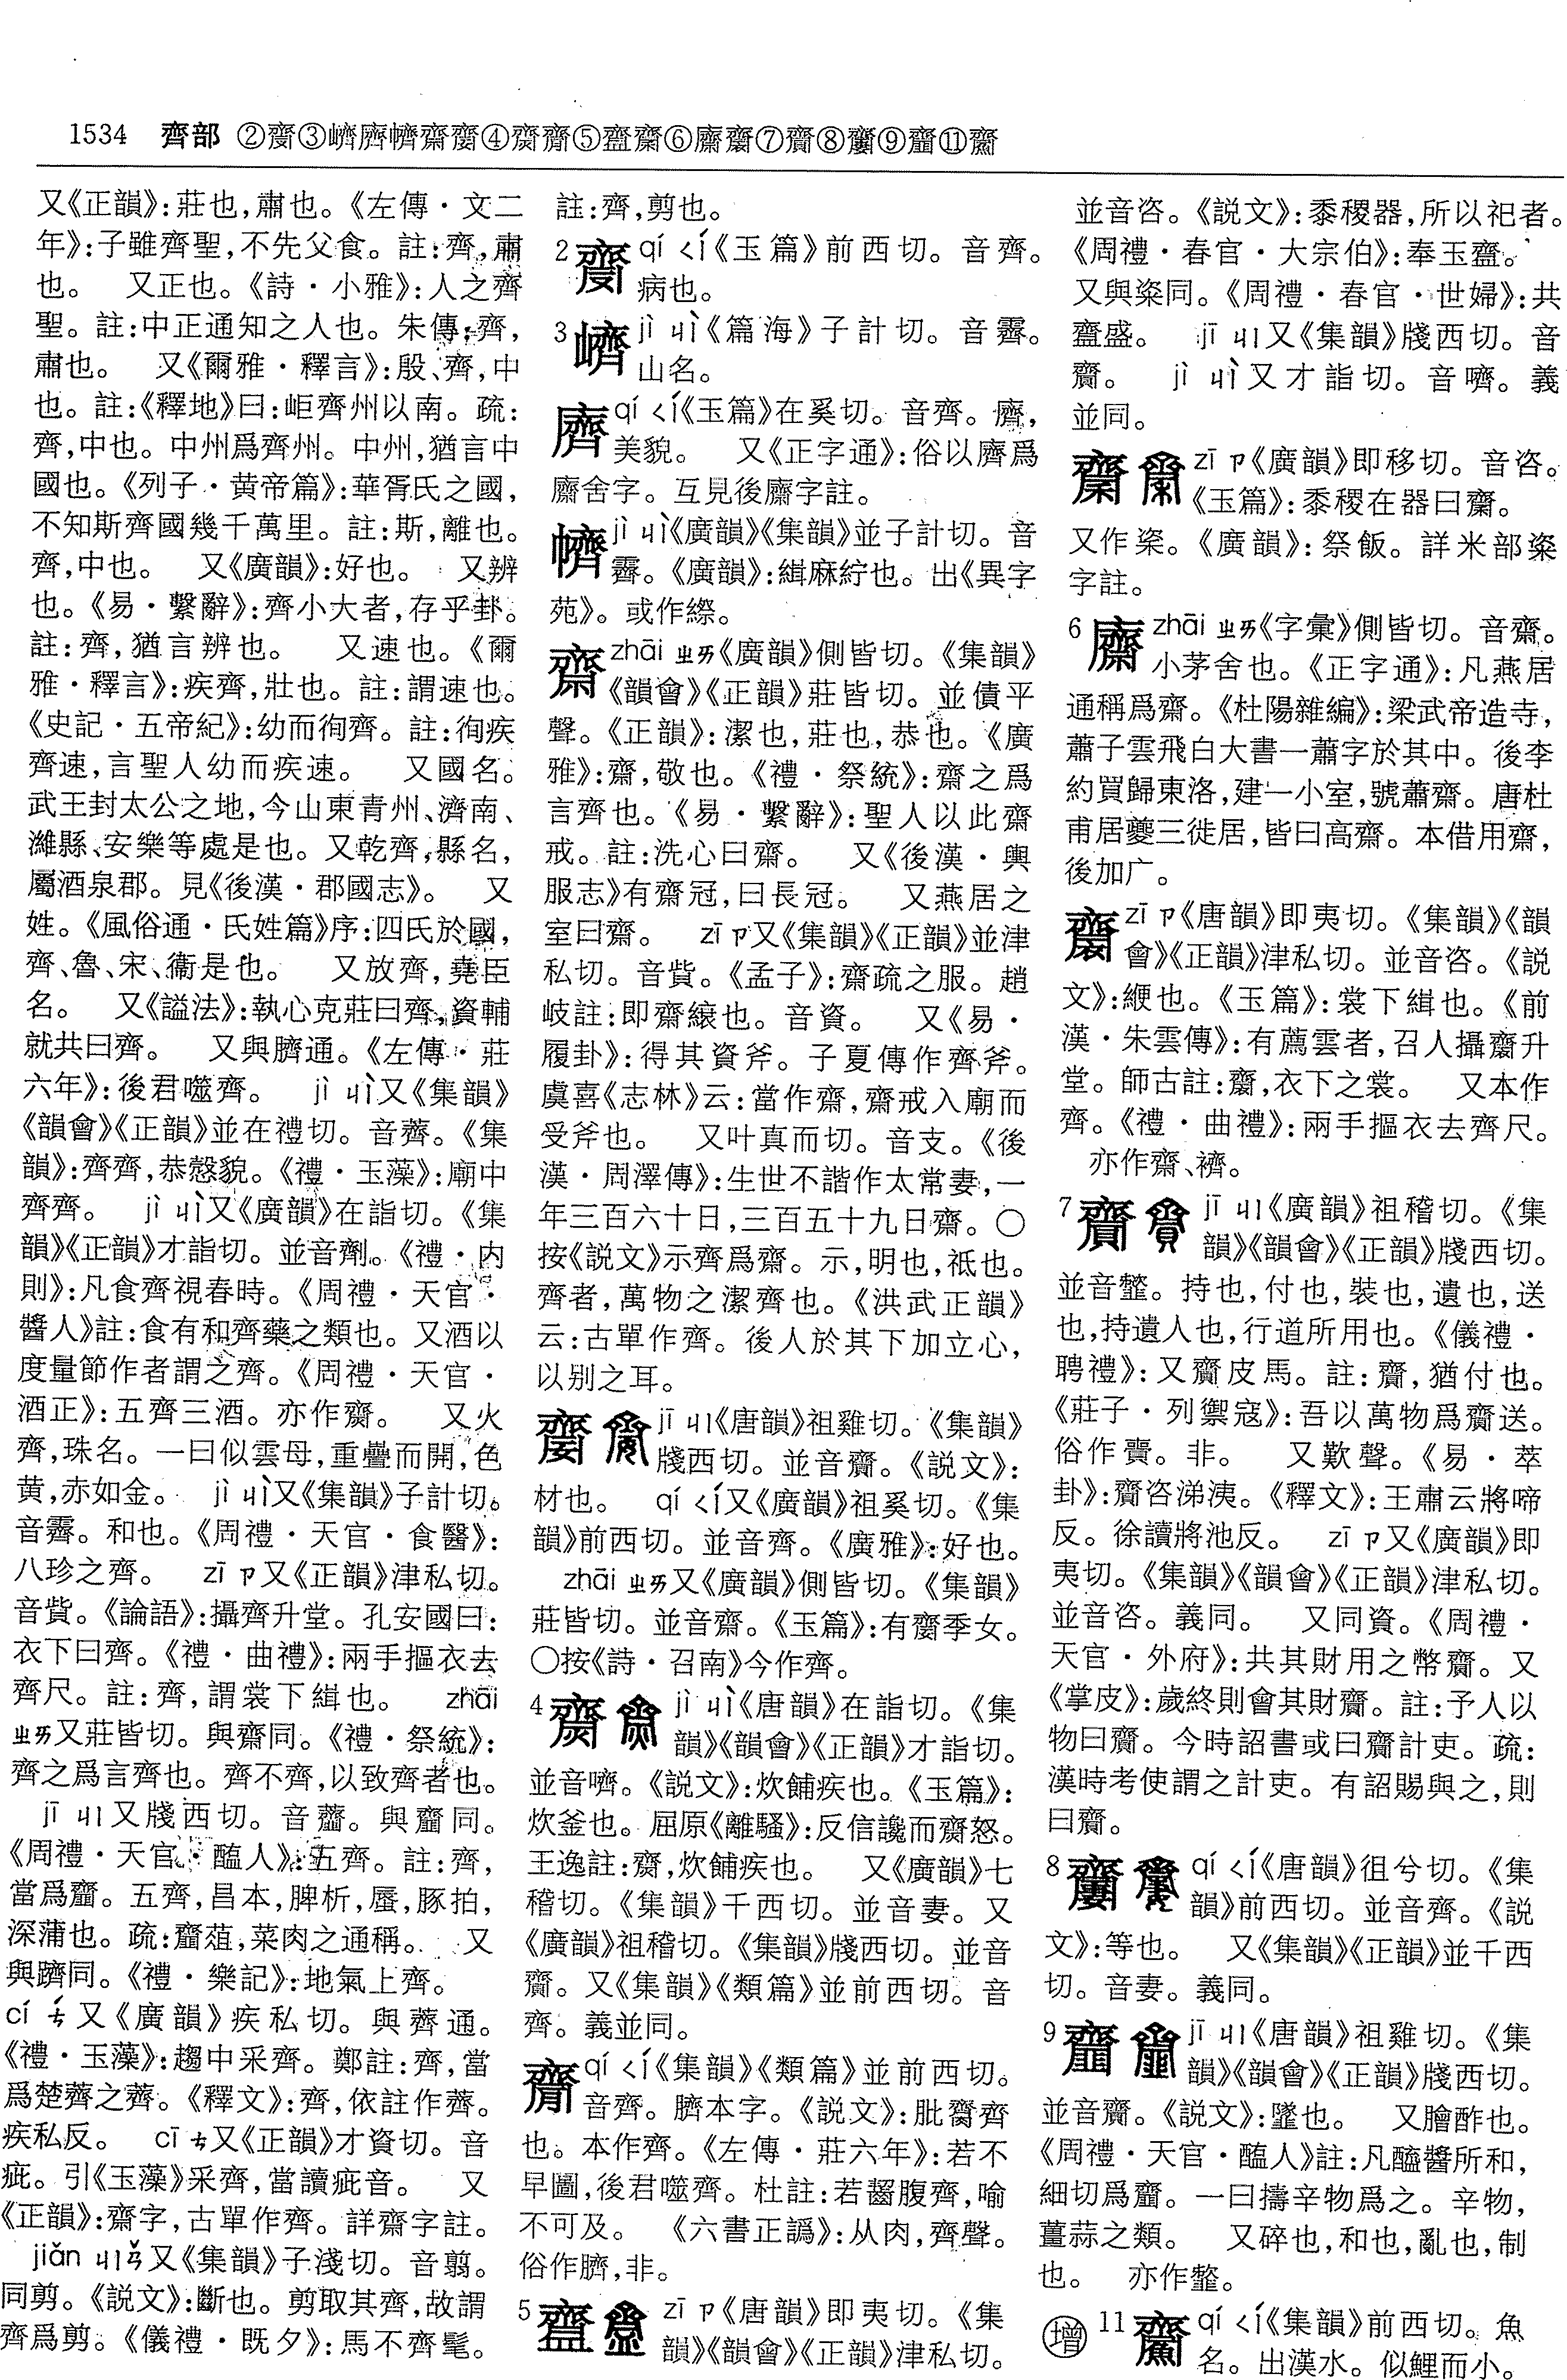 1534 齊部 ②𪗆③㠱𪗇㡭齋𪗉④齌𪗋⑤齍𪗌⑥𪗍齎⑦齎⑧𪗏⑨齏⑪𪗐
又《正韻》:莊也,肅也。《左傳·文二
年》:子雖齊聖,不先父食。註:齊,肅
也。 又正也。《詩·小雅》:人之齊
聖。註:中正通知之人也。朱傳:齊,
肅也。 又《爾雅·釋言》:殷、齊,中
也。註:《釋地》曰:岠齊州以南。疏:
齊,中也。中州爲齊州。中州,猶言中
國也。《列子·黄帝篇》:華胥氏之國,
不知斯齊國幾千萬里。註:斯,離也。
齊,中也。 又《廣韻》:好也。 又辨
也。《易·繫辭》:齊小大者,存乎卦。
註:齊,猶言辨也。 又速也。《爾
雅·釋言》:疾齊,壯也。註:謂速也。
《史記·五帝紀》:幼而徇齊。註:徇疾
齊速,言聖人幼而疾速。 又國名。
武王封太公之地,今山東青州、濟南、
濰縣、安樂等處是也。又乾齊,縣名,
屬酒泉郡。見《後漢·郡國志》。 又
姓。《風俗通·氏姓篇》序:四氏於國,
齊、魯、宋、衞是也。 又放齊,堯臣
名。 又《謚法》:執心克莊曰齊,資輔
就共曰齊。 又與臍通。《左傳·莊
六年》:後君噬齊。 jì ㄐㄧˋ又《集韻》
《韻會》《正韻》並在禮切。音薺。《集
韻》:齊齊,恭慤貌。《禮·玉藻》:廟中
齊齊。 jì ㄐㄧˋ又《廣韻》在詣切。《集
韻》《正韻》才詣切。並音劑。《禮·内
則》:凡食齊視春時。《周禮·天官·
醬人》註:食有和齊藥之類也。又酒以
度量節作者謂之齊。《周禮·天官·
酒正》:五齊三酒。亦作齎。 又火
齊,珠名。一曰似雲母,重疊而開,色
黄,赤如金。 jì ㄐㄧˋ又《集韻》子計切。
音霽。和也。《周禮·天官·食醫》:
八珍之齊。 zī ㄗ又《正韻》津私切。
音貲。《論語》:攝齊升堂。孔安國曰:
衣下曰齊。《禮·曲禮》:兩手摳衣去
齊尺。註:齊,謂裳下緝也。 zhāi
ㄓㄞ又莊皆切。與齋同。《禮·祭統》:
齊之爲言齊也。齊不齊,以致齊者也。
jī ㄐㄧ又牋西切。音虀。與齏同。
《周禮·天官·醢人》:五齊。註:齊,
當爲齏。五齊,昌本,脾析,蜃,豚拍,
深蒲也。疏:齏菹,菜肉之通稱。 又
與躋同。《禮·樂記》:地氣上齊。
cí ㄘˊ又《廣韻》疾私切。與薺通。
《禮·玉藻》:趨中采齊。鄭註:齊,當
爲楚薺之薺。《釋文》:齊,依註作薺。
疾私反。 cī ㄘ又《正韻》才資切。音
疵。引《玉藻》采齊,當讀疵音。 又
《正韻》:齋字,古單作齊。詳齋字註。
jiǎn ㄐㄧㄢˇ又《集韻》子淺切。音翦。
同剪。《説文》:斷也。剪取其齊,故謂
齊爲剪。《儀禮·既夕》:馬不齊髦。
註:齊,剪也。
2 𪗆 qí ㄑㄧˊ《玉篇》前西切。音齊。
病也。
3 㠱 jì ㄐㄧˋ《篇海》子計切。音霽。
山名。
𪗇 qí ㄑㄧˊ《玉篇》在奚切。音齊。𪗇,
美貌。 又《正字通》:俗以𪗇爲
𪗍舍字。互見後𪗍字註。
㡭 jì ㄐㄧˋ《廣韻》《集韻》並子計切。音
霽。《廣韻》:緝麻紵也。出《異字
苑》。或作縩。
齋 zhāi ㄓㄞ《廣韻》側皆切。《集韻》
《韻會》《正韻》莊皆切。並債平
聲。《正韻》:潔也,莊也,恭也。《廣
雅》:齋,敬也。《禮·祭統》:齋之爲
言齊也。《易·繫辭》:聖人以此齋
戒。註:洗心曰齋。 又《後漢·輿
服志》有齋冠,曰長冠。 又燕居之
室曰齋。 zī ㄗ又《集韻》《正韻》並津
私切。音貲。《孟子》:齋疏之服。趙
岐註:即齋縗也。音資。 又《易·
履卦》:得其資斧。子夏傳作齊斧。
虞喜《志林》云:當作齋,齋戒入廟而
受斧也。 又叶真而切。音支。《後
漢·周澤傳》:生世不諧作太常妻,一
年三百六十日,三百五十九日齋。〇
按《説文》示齊爲齋。示,明也,祇也。
齊者,萬物之潔齊也。《洪武正韻》
云:古單作齊。後人於其下加立心,
以别之耳。
𪗉 jī ㄐㄧ《唐韻》祖雞切。《集韻》
牋西切。並音齎。《説文》:
材也。 qí ㄑㄧˊ又《廣韻》祖奚切。《集
韻》前西切。並音齊。《廣雅》:好也。
zhāi ㄓㄞ又《廣韻》側皆切。《集韻》
莊皆切。並音齋。《玉篇》:有𪗉季女。
〇按《詩·召南》今作齊。
4 齌 jì ㄐㄧˋ《唐韻》在詣切。《集
韻》《韻會》《正韻》才詣切。
並音嚌。《説文》:炊餔疾也。《玉篇》:
炊釜也。屈原《離騷》:反信讒而齌怒。
王逸註:齌,炊餔疾也。 又《廣韻》七
稽切。《集韻》千西切。並音妻。又
《廣韻》祖稽切。《集韻》牋西切。並音
齎。又《集韻》《類篇》並前西切。音
齊。義並同。
𪗋 qí ㄑㄧˊ《集韻》《類篇》並前西切。
音齊。臍本字。《説文》:肶𪗋齊
也。本作齊。《左傳·莊六年》:若不
早圖,後君噬齊。杜註:若齧腹齊,喻
不可及。 《六書正譌》:从肉,齊聲。
俗作臍,非。
5 齍 zī ㄗ《唐韻》即夷切。《集
韻》《韻會》《正韻》津私切。
並音咨。《説文》:黍稷器,所以祀者。
《周禮·春官·大宗伯》:奉玉齍。
又與粢同。《周禮·春官·世婦》:共
齍盛。 jī ㄐㄧ又《集韻》牋西切。音
齎。 jì ㄐㄧˋ又才詣切。音嚌。義
並同。
𪗌 zī ㄗ《廣韻》即移切。音咨。
《玉篇》:黍稷在器曰𪗌。
又作粢。《廣韻》:祭飯。詳米部粢
字註。
6 𪗍 zhāi ㄓㄞ《字彙》側皆切。音齋。
小茅舍也。《正字通》:凡燕居
通稱爲齋。《杜陽雜編》:梁武帝造寺,
蕭子雲飛白大書一蕭字於其中。後李
約買歸東洛,建一小室,號蕭齋。唐杜
甫居夔三徙居,皆曰高齋。本借用齋,
後加广。
𪗎 zī ㄗ《唐韻》即夷切。《集韻》《韻
會》《正韻》津私切。並音咨。《説
文》:緶也。《玉篇》:裳下緝也。《前
漢·朱雲傳》:有薦雲者,召人攝𪗎升
堂。師古註:𪗎,衣下之裳。 又本作
齊。《禮·曲禮》:兩手摳衣去齊尺。
亦作齋、襀。
7 齎 jī ㄐㄧ《廣韻》祖稽切。《集
韻》《韻會》《正韻》牋西切。
並音䪢。持也,付也,裝也,遺也,送
也,持遺人也,行道所用也。《儀禮·
聘禮》:又齎皮馬。註:齎,猶付也。
《莊子·列禦寇》:吾以萬物爲齎送。
俗作賷。非。 又歎聲。《易·萃
卦》:齎咨涕洟。《釋文》:王肅云將啼
反。徐讀將池反。 zī ㄗ又《廣韻》即
夷切。《集韻》《韻會》《正韻》津私切。
並音咨。義同。 又同資。《周禮·
天官·外府》:共其財用之幣齎。又
《掌皮》:歲終則會其財齎。註:予人以
物曰齎。今時詔書或曰齎計吏。疏:
漢時考使謂之計吏。有詔賜與之,則
曰齎。
8 𪗏 qí ㄑㄧˊ《唐韻》徂兮切。《集
韻》前西切。並音齊。《説
文》:等也。 又《集韻》《正韻》並千西
切。音妻。義同。
9 齏 jī ㄐㄧ《唐韻》祖雞切。《集
韻》《韻會》《正韻》牋西切。
並音齎。《説文》:墜也。 又膾酢也。
《周禮·天官·醢人》註:凡醯醬所和,
細切爲齏。一曰擣辛物爲之。辛物,
薑蒜之類。 又碎也,和也,亂也,制
也。 亦作䪢。
增 11 𪗐 qí ㄑㄧˊ《集韻》前西切。魚
名。出漢水。似鯉而小。